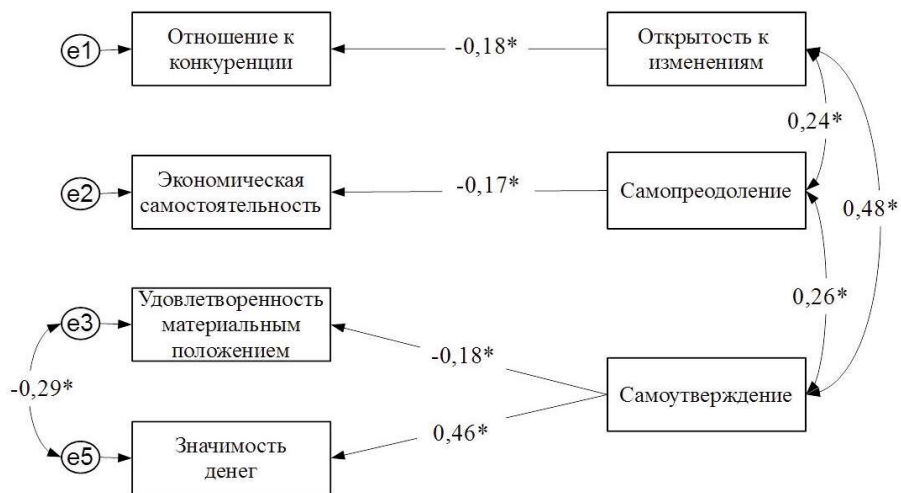 e1
Отношение к
конкуренции
-0,18*
Открытость к
изменениям
0,24*
e2
Экономическая
самостоятельность
-0,17*
Самопреодоление
0,48*
0,26*
e3
Удовлетворенность
материальным
положением
-0,18*
-0,29*
Самоутверждение
0,46*
e5
Значимость
денег